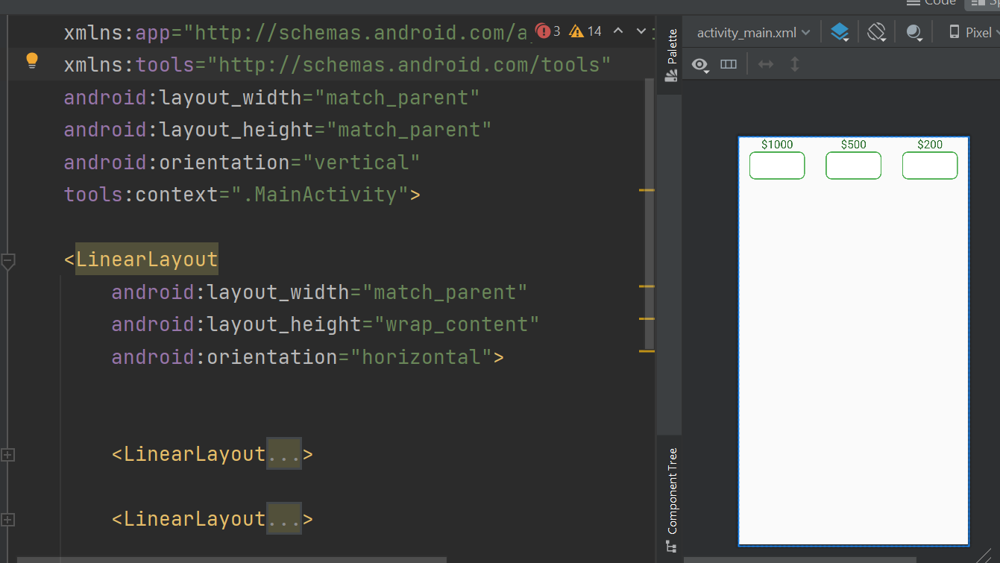 Code
xmlns:app="http://schemas.android.com/a
3
14
xmlns:tools="http://schemas.android.com/tools"
android:layout_width="match_parent"
android:layout_height="match_parent"
android:orientation="vertical"
tools:context=".MainActivity">
<LinearLayout
android:layout_width="match_parent"
android:layout_height="wrap_content"
android:orientation="horizontal">
<LinearLayout...>
<LinearLayout...>
Palette
Component Tree
activity_main.xml
Pixel
$1000
$500
$200